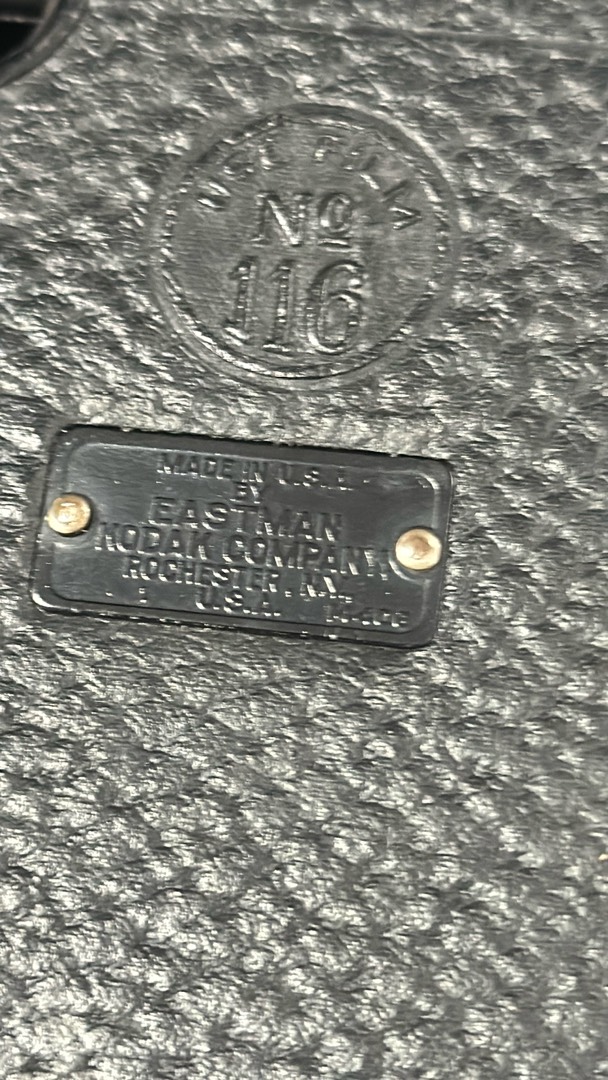 USE FILM
No
116
MADE IN U.S.A.
BY
EASTMAN
KODAK COMPANY
ROCHESTER, N.Y.
U.S.A.